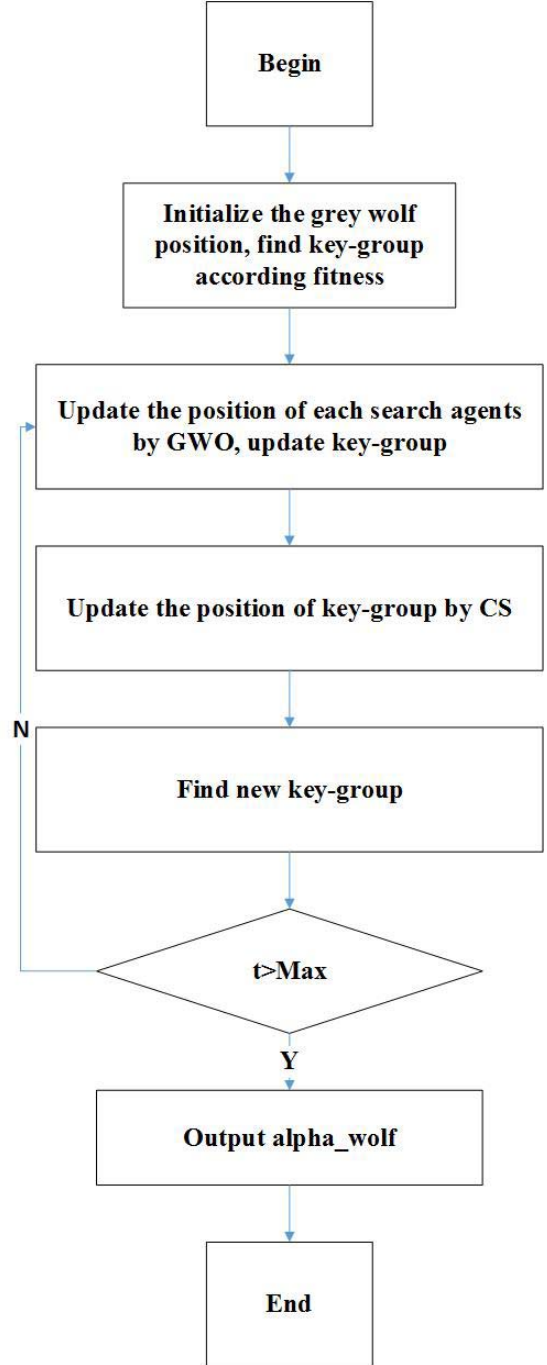 Begin
Initialize the grey wolf
position, find key-group
according fitness
Update the position of each search agents
by GWO, update key-group
Update the position of key-group by CS
N
Find new key-group
t>Max
Y
Output alpha_wolf
End